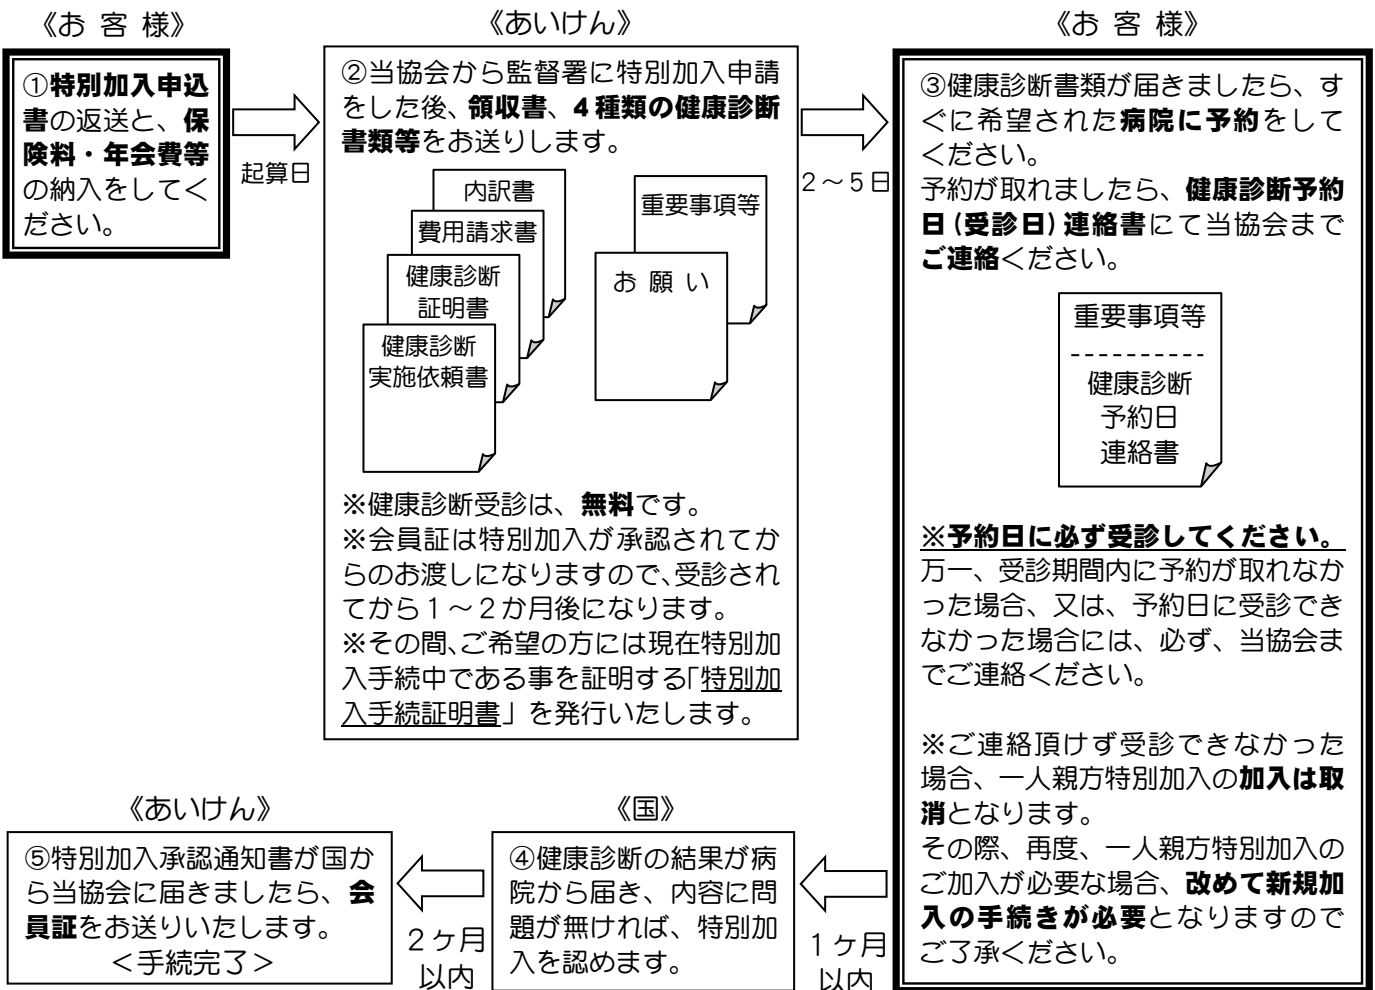 《お 客 様》
①特別加入申込
書の返送と、保
険料・年会費等
の納入をしてく
ださい。
起算日
《あいけん》
②当協会から監督署に特別加入申請
をした後、領収書、4種類の健康診断
書類等をお送りします。
内訳書
費用請求書
健康診断
証明書
健康診断
実施依頼書
重要事項等
お 願 い
※健康診断受診は、無料です。
※会員証は特別加入が承認されてか
らのお渡しになりますので、受診され
てから1～2か月後になります。
※その間、ご希望の方には現在特別加
入手続中である事を証明する「特別加
入手続証明書」を発行いたします。
2～5日
《お 客 様》
③健康診断書類が届きましたら、す
ぐに希望された病院に予約をして
ください。
予約が取れましたら、健康診断予約
日(受診日)連絡書にて当協会まで
ご連絡ください。
重要事項等
----------
健康診断
予約日
連絡書
※予約日に必ず受診してください。
万一、受診期間内に予約が取れなか
った場合、又は、予約日に受診でき
なかった場合には、必ず、当協会ま
でご連絡ください。
※ご連絡頂けず受診できなかった
場合、一人親方特別加入の加入は取
消となります。
その際、再度、一人親方特別加入の
ご加入が必要な場合、改めて新規加
入の手続きが必要となりますので
ご了承ください。
1ヶ月
以内
《国》
④健康診断の結果が病
院から届き、内容に問
題が無ければ、特別加
入を認めます。
2ヶ月
以内
《あいけん》
⑤特別加入承認通知書が国か
ら当協会に届きましたら、会
員証をお送りいたします。
＜手続完了＞